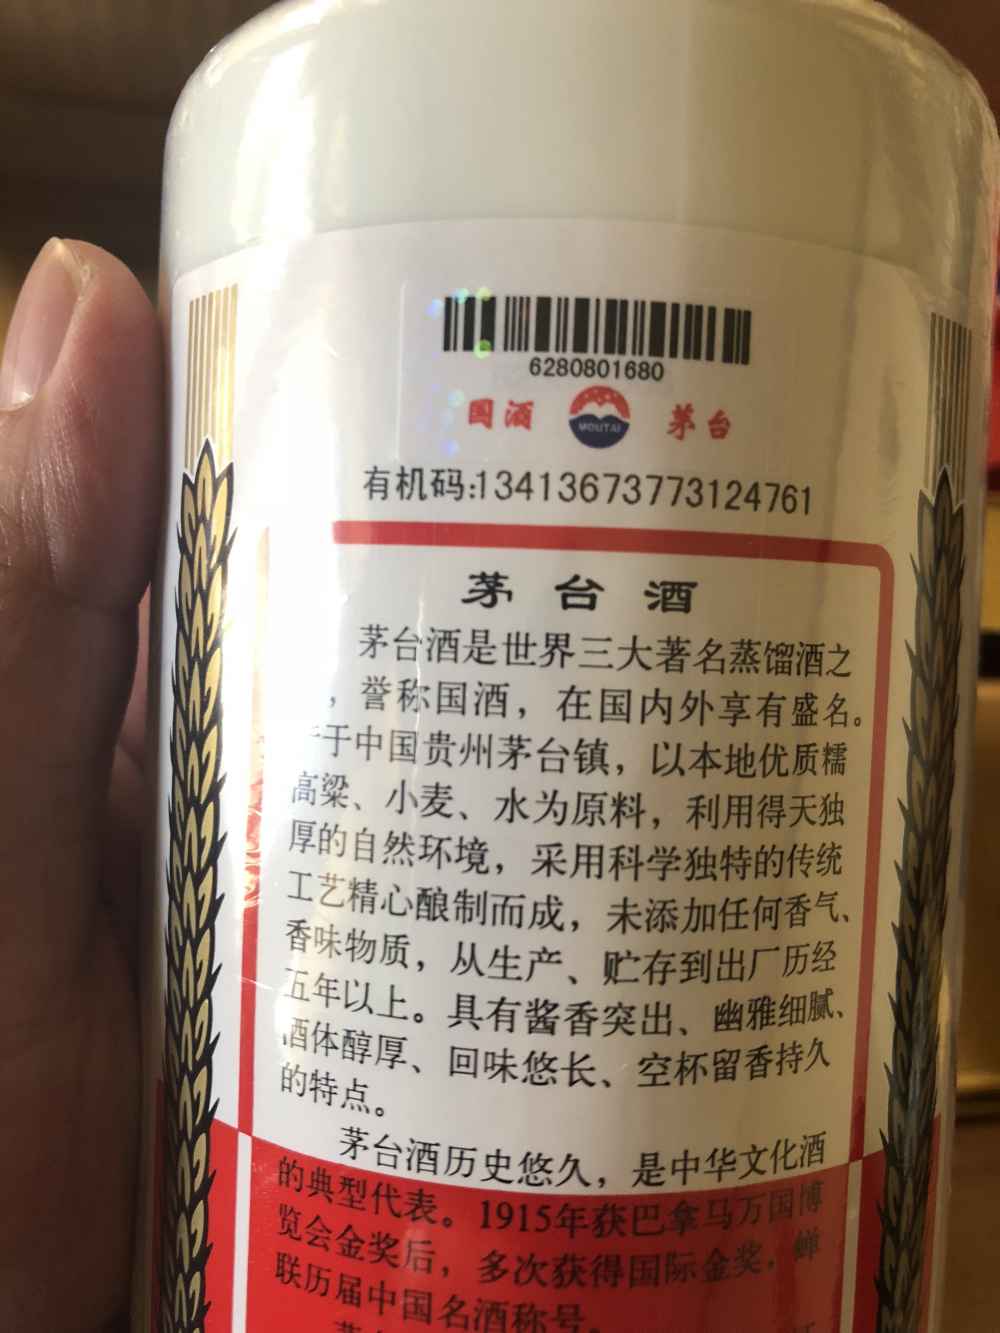 6280801680
国酒 MOUTAI 茅台
有机码:13413673773124761
茅台酒
茅台酒是世界三大著名蒸馏酒之
，誉称国酒，在国内外享有盛名。
于中国贵州茅台镇，以本地优质糯
高粱、小麦、水为原料，利用得天独
厚的自然环境，采用科学独特的传统
工艺精心酿制而成，未添加任何香气、
香味物质，从生产、贮存到出厂历经
五年以上。具有酱香突出、幽雅细腻、
酒体醇厚、回味悠长、空杯留香持久
的特点。
茅台酒历史悠久，是中华文化酒
的典型代表。1915年获巴拿马万国博
览会金奖后，多次获得国际金奖，蝉
联历届中国名酒称号。